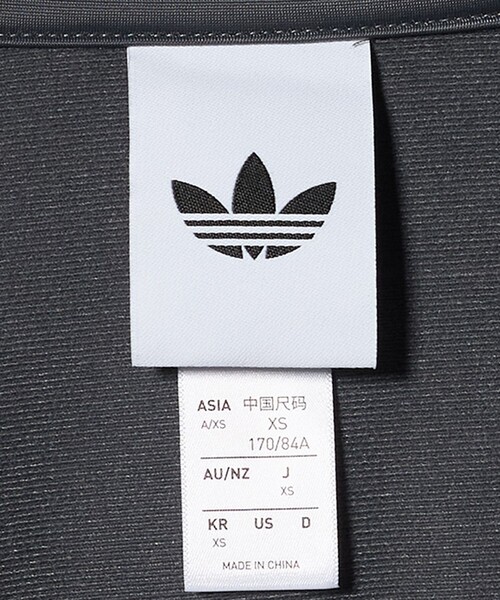 ASIA 中国尺码
A/XS XS
170/84A
AU/NZ J
XS
KR US D
XS
MADE IN CHINA